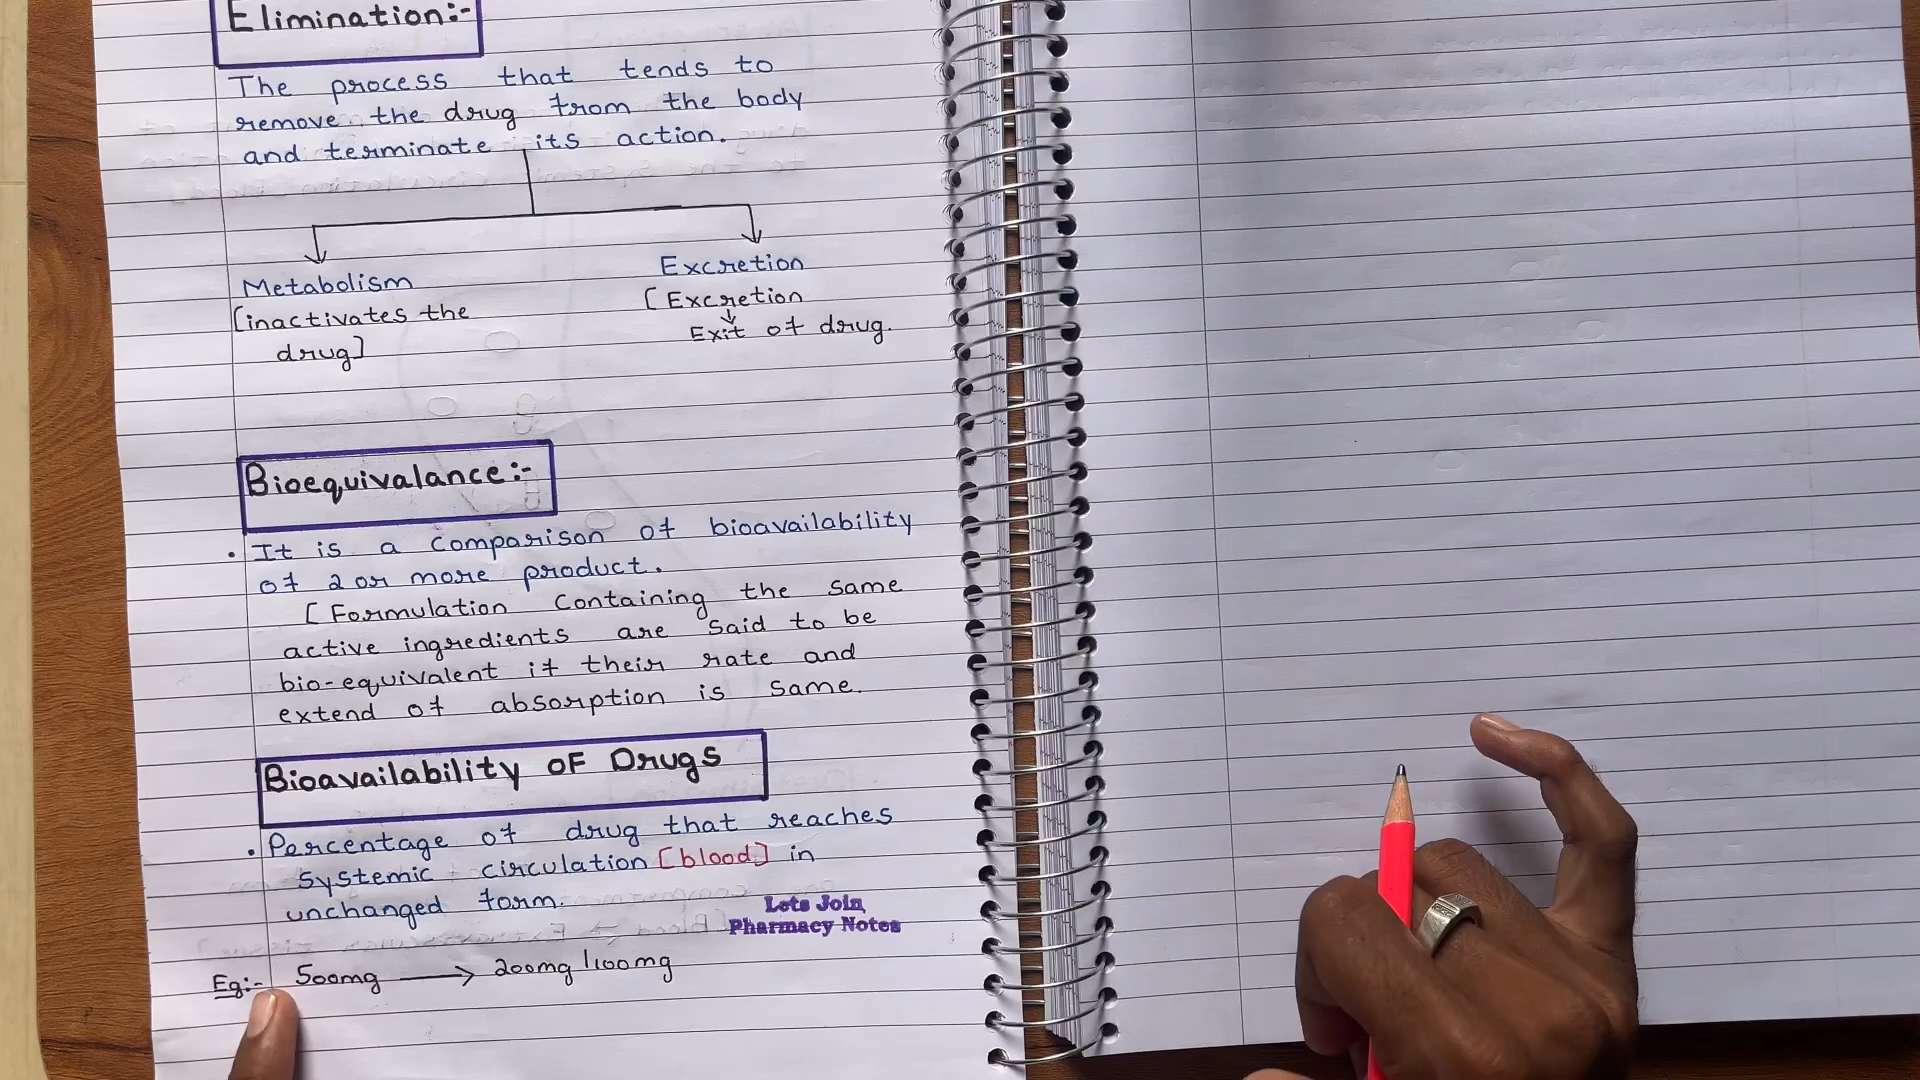 Elimination:-
The process that tends to
remove the drug from the body
and terminate its action.
Metabolism
[inactivates the
drug]
Excretion
[Excretion
↓
Exit of drug.
Bioequivalance:-
• It is a comparison of bioavailability
of 2 or more product.
[Formulation containing the same
active ingredients are said to be
bio-equivalent if their rate and
extend of absorption is same.
Bioavailability of Drugs
• Percentage of drug that reaches
systemic circulation [blood] in
unchanged form.
Lets Join
Pharmacy Notes
Eg:- 500mg → 200mg/100mg